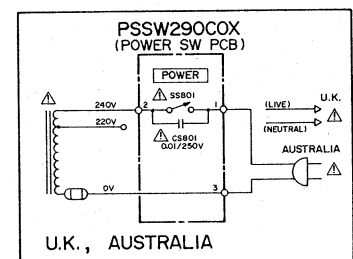 PSSW290COX
(POWER SW PCB)
POWER
SS801
240V
2
1
U.K.
(LIVE)
220V
CS801
0.01/250V
(NEUTRAL)
AUSTRALIA
0V
3
U.K., AUSTRALIA